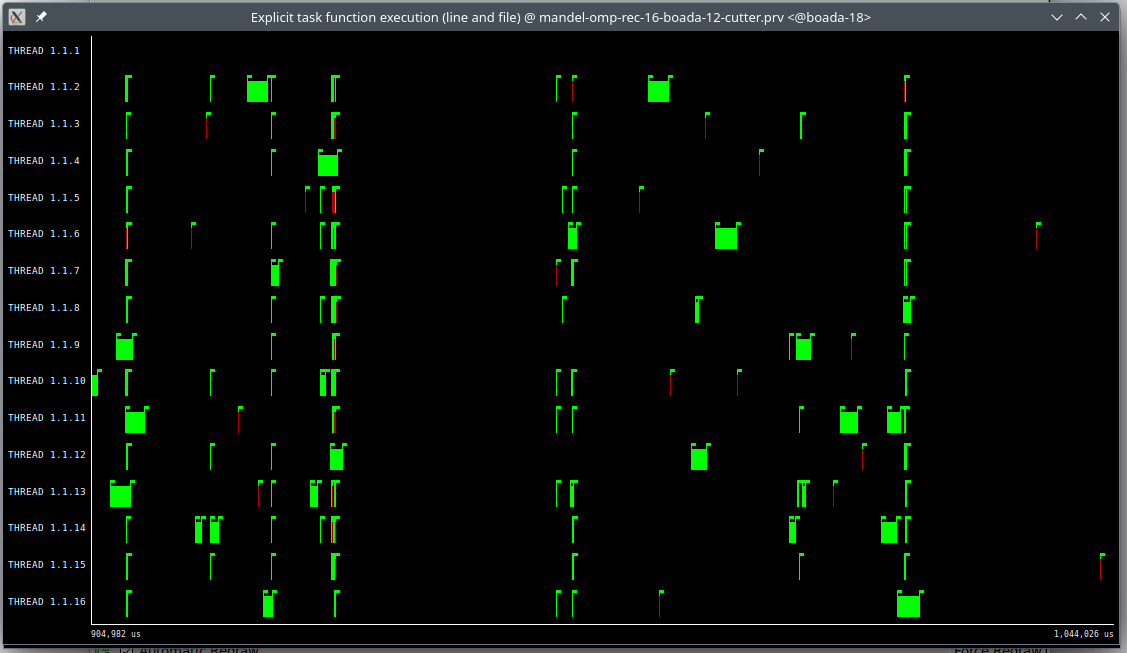 Explicit task function execution (line and file) @ mandel-omp-rec-16-boada-12-cutter.prv <@boada-18>
THREAD 1.1.1
THREAD 1.1.2
THREAD 1.1.3
THREAD 1.1.4
THREAD 1.1.5
THREAD 1.1.6
THREAD 1.1.7
THREAD 1.1.8
THREAD 1.1.9
THREAD 1.1.10
THREAD 1.1.11
THREAD 1.1.12
THREAD 1.1.13
THREAD 1.1.14
THREAD 1.1.15
THREAD 1.1.16
904,982 us
1,044,026 us
Automatic Redraw
Force Redraw